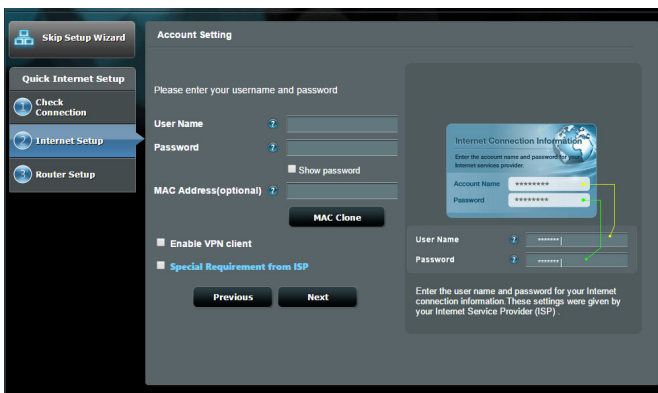 Skip Setup Wizard
Quick Internet Setup
1
Check
Connection
2
Internet Setup
3
Router Setup
Account Setting
Please enter your username and password
User Name ?
Password ?
Show password
MAC Address(optional) ?
MAC Clone
Enable VPN client
Special Requirement from ISP
Previous
Next
Internet Connection Information
Enter the account name and password for your
Internet services provider.
Account Name ********
Password ********
User Name ? *******|
Password ? *******|
Enter the user name and password for your Internet
connection information.These settings were given by
your Internet Service Provider (ISP) .